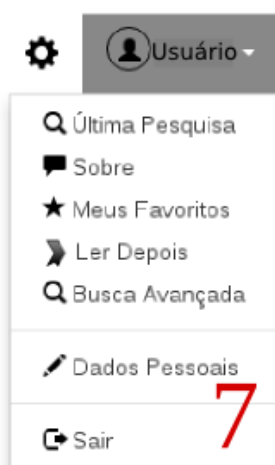 Usuário
Última Pesquisa
Sobre
Meus Favoritos
Ler Depois
Busca Avançada
Dados Pessoais
7
Sair